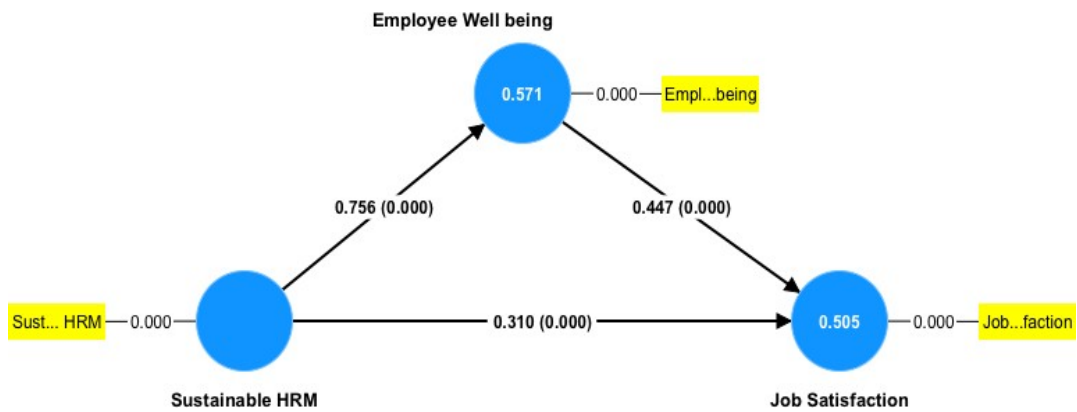 Employee Well being
0.571
0.000
Empl...being
0.756 (0.000)
0.447 (0.000)
Sust... HRM
0.000
0.310 (0.000)
0.505
0.000
Job...faction
Sustainable HRM
Job Satisfaction